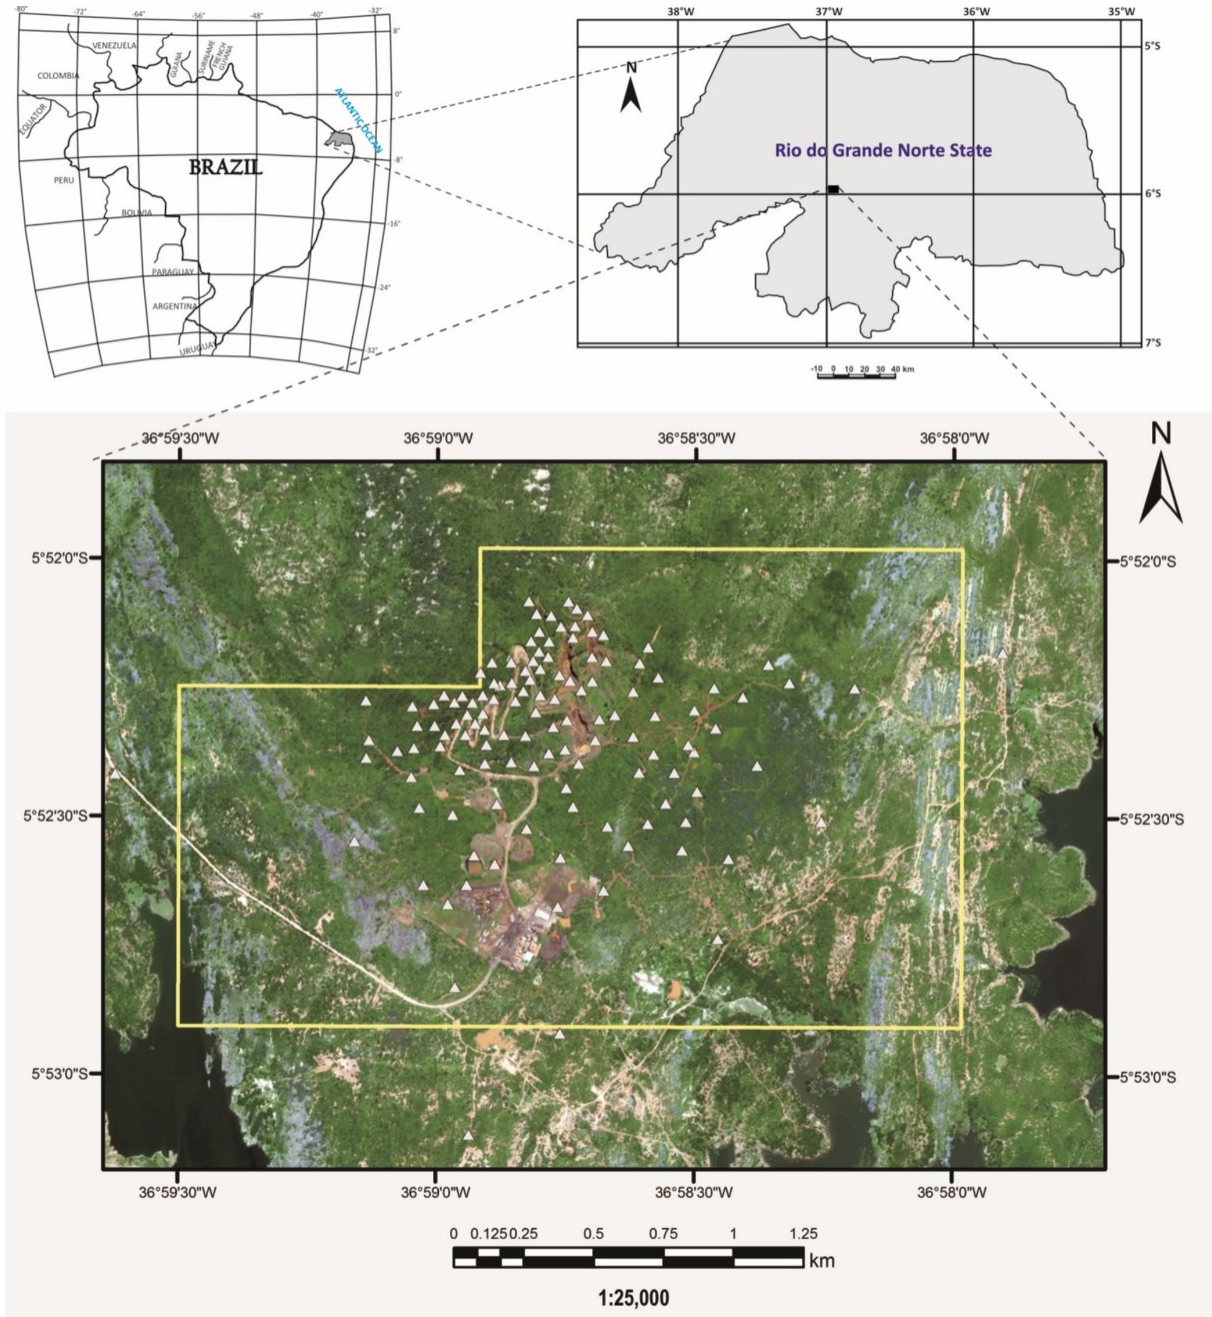 -80° -72° -64° -56° -48° -40° -32°
8°
VENEZUELA
GUIANA
SURINAME
FRENCH
GUIANA
COLOMBIA
0°
EQUATOR
ATLANTIC OCEAN
BRAZIL
-8°
PERU
BOLIVIA
-16°
PARAGUAY
-24°
ARGENTINA
URUGUAY
-32°
38°W 37°W 36°W 35°W
5°S
N
Rio do Grande Norte State
6°S
7°S
-10 0 10 20 30 40 km
36°59'30"W 36°59'0"W 36°58'30"W 36°58'0"W
N
5°52'0"S 5°52'0"S
5°52'30"S 5°52'30"S
5°53'0"S 5°53'0"S
36°59'30"W 36°59'0"W 36°58'30"W 36°58'0"W
0 0.125 0.25 0.5 0.75 1 1.25
km
1:25,000